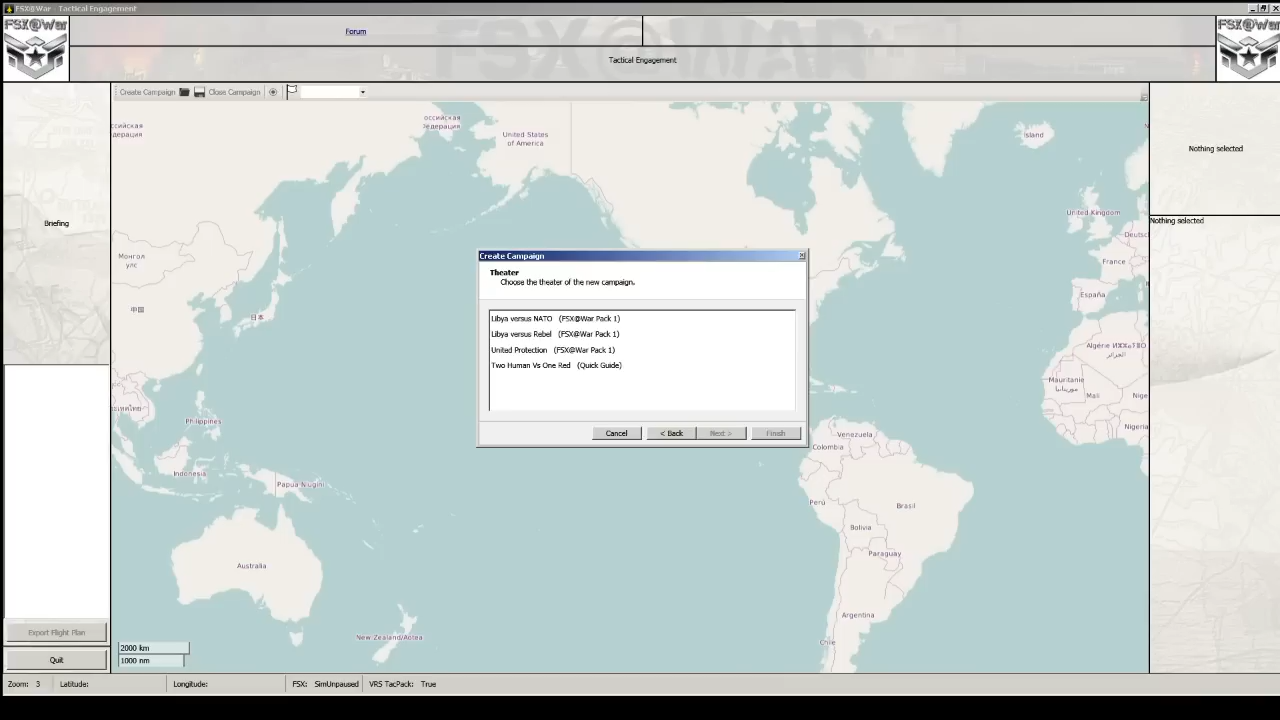 FSX@War - Tactical Engagement
FSX@War
Forum
FSX@War
FSX@WAR
Tactical Engagement
Create Campaign
Close Campaign
Briefing
Nothing selected
Nothing selected
United States
of America
Island
United Kingdom
France
España
Монгол
улс
中国
日本
Mauritanie
Mali
Nigeria
Philippines
Indonesia
Papua Niugini
Australia
New Zealand/Aotea
Venezuela
Colombia
Perú
Brasil
Bolivia
Paraguay
Argentina
Chile
Create Campaign
Theater
Choose the theater of the new campaign.
Libya versus NATO (FSX@War Pack 1)
Libya versus Rebel (FSX@War Pack 1)
United Protection (FSX@War Pack 1)
Two Human Vs One Red (Quick Guide)
Cancel
< Back
Next >
Finish
Export Flight Plan
Quit
2000 km
1000 nm
Zoom: 3
Latitude:
Longitude:
FSX: SimUnpaused
VRS TacPack: True